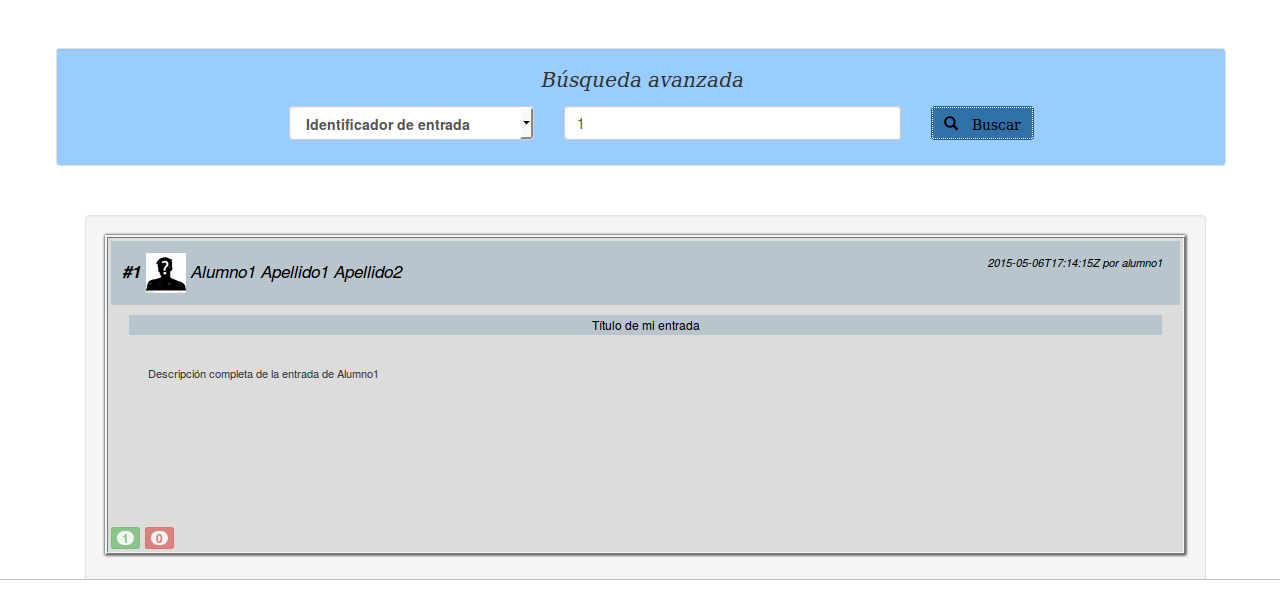 Búsqueda avanzada
Identificador de entrada 1 Buscar
#1 ? Alumno1 Apellido1 Apellido2 2015-05-06T17:14:15Z por alumno1
Título de mi entrada
Descripción completa de la entrada de Alumno1
1 0